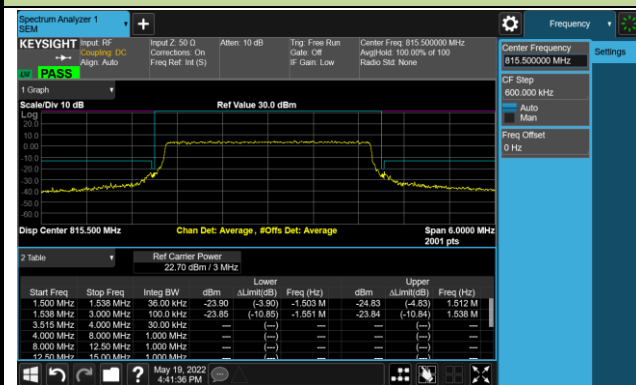 Spectrum Analyzer 1
SEM
Frequency
KEYSIGHT
Input: RF
Coupling: DC
Align: Auto
Input Z: 50 Ω
Corrections: On
Freq Ref: Int (S)
Atten: 10 dB
Trig: Free Run
Gate: Off
IF Gain: Low
Center Freq: 815.500000 MHz
Avg|Hold: 100.00% of 100
Radio Std: None
PASS
Center Frequency
815.500000 MHz
Settings
CF Step
600.000 kHz
Auto
Man
Freq Offset
0 Hz
1 Graph
Scale/Div 10 dB
Ref Value 30.0 dBm
Log
20.0
10.0
0.00
-10.0
-20.0
-30.0
-40.0
-50.0
-60.0
Disp Center 815.500 MHz
Chan Det: Average, #Offs Det: Average
Span 6.0000 MHz
2001 pts
2 Table
Ref Carrier Power
22.70 dBm / 3 MHz
Lower Upper
Start Freq Stop Freq Integ BW dBm ΔLimit(dB) Freq (Hz) dBm ΔLimit(dB) Freq (Hz)
1.500 MHz 1.538 MHz 36.00 kHz -23.90 (-3.90) -1.503 M -24.83 (-4.83) 1.512 M
1.538 MHz 3.000 MHz 100.0 kHz -23.85 (-10.85) -1.551 M -23.84 (-10.84) 1.538 M
3.515 MHz 4.000 MHz 30.00 kHz --- (---) --- --- (---) ---
4.000 MHz 8.000 MHz 1.000 MHz --- (---) --- --- (---) ---
8.000 MHz 12.50 MHz 1.000 MHz --- (---) --- --- (---) ---
12.50 MHz 15.00 MHz 1.000 MHz --- (---) --- --- (---) ---
May 19, 2022
4:41:36 PM